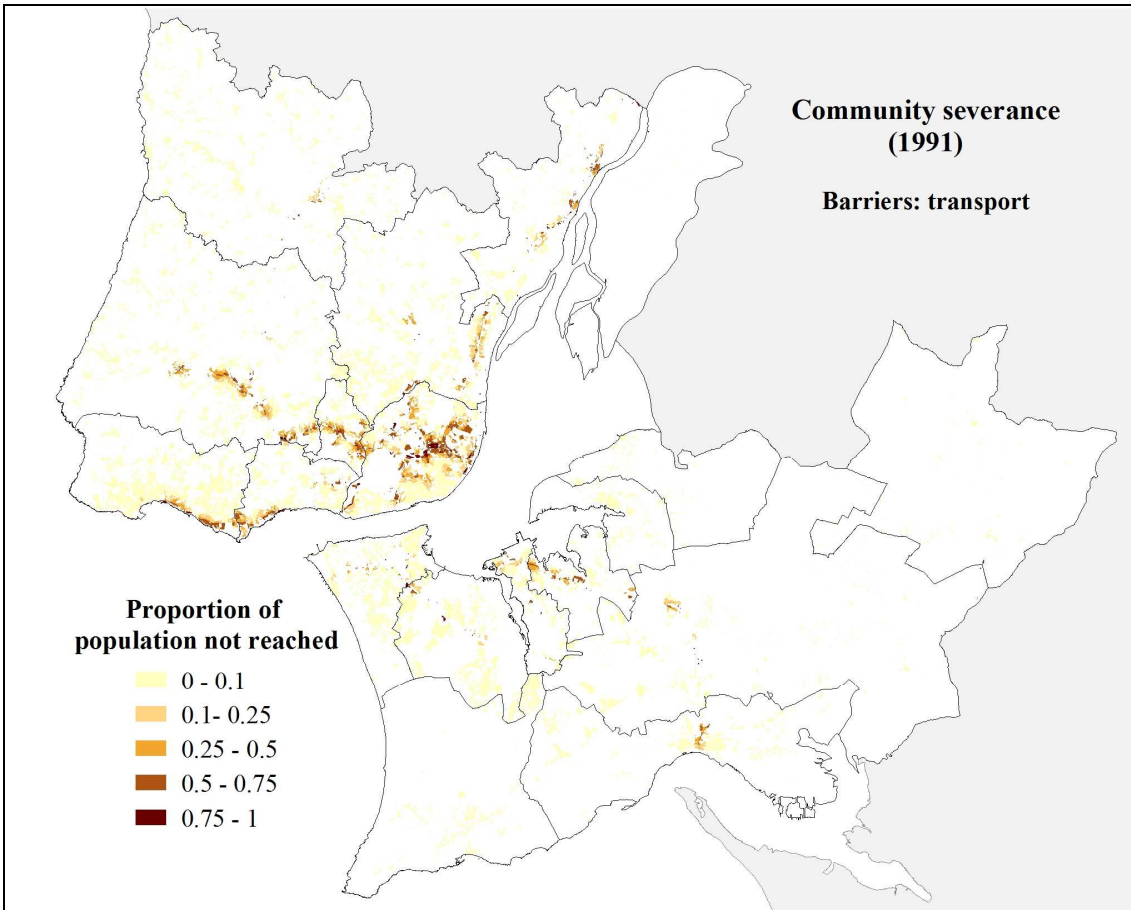 Community severance
(1991)
Barriers: transport
Proportion of
population not reached
0 - 0.1
0.1- 0.25
0.25 - 0.5
0.5 - 0.75
0.75 - 1